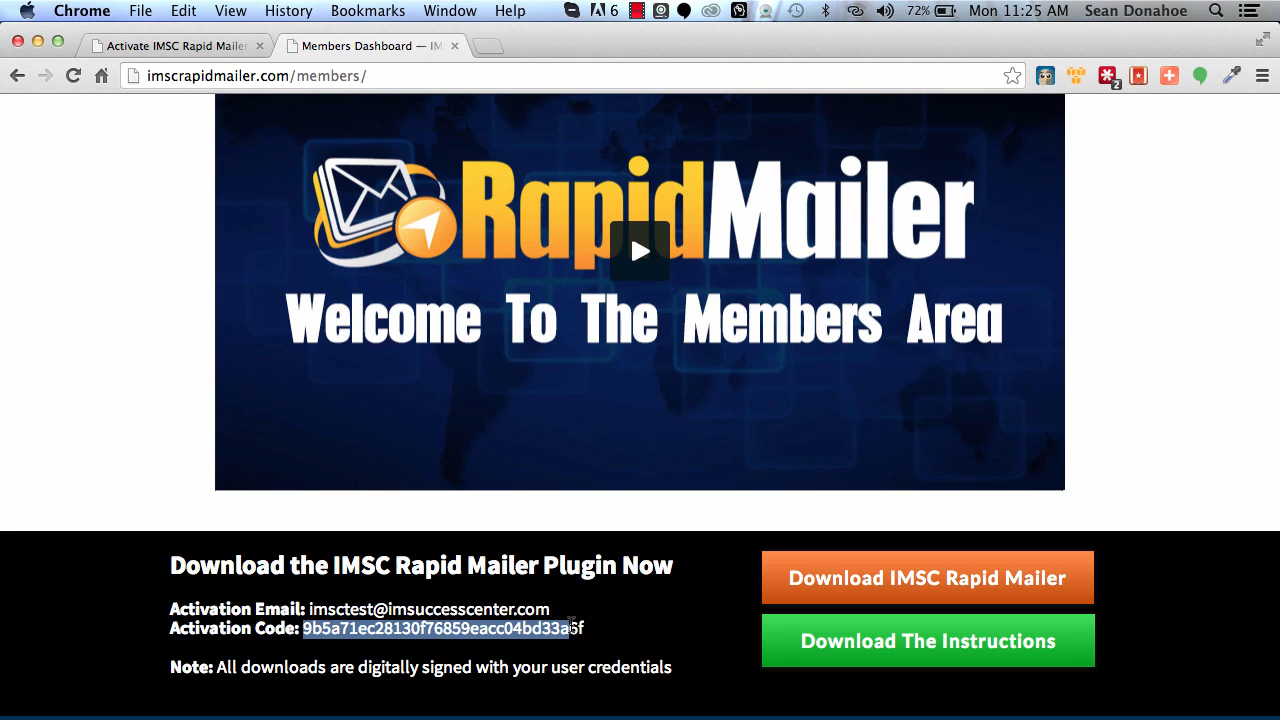 Chrome File Edit View History Bookmarks Window Help 6 72% Mon 11:25 AM Sean Donahoe
Activate IMSC Rapid Mailer Members Dashboard — IM
imscrapidmailer.com/members/
2
RapidMailer
Welcome To The Members Area
Download the IMSC Rapid Mailer Plugin Now
Activation Email: imsctest@imsuccesscenter.com
Activation Code: 9b5a71ec28130f76859eacc04bd33a6f
Note: All downloads are digitally signed with your user credentials
Download IMSC Rapid Mailer
Download The Instructions